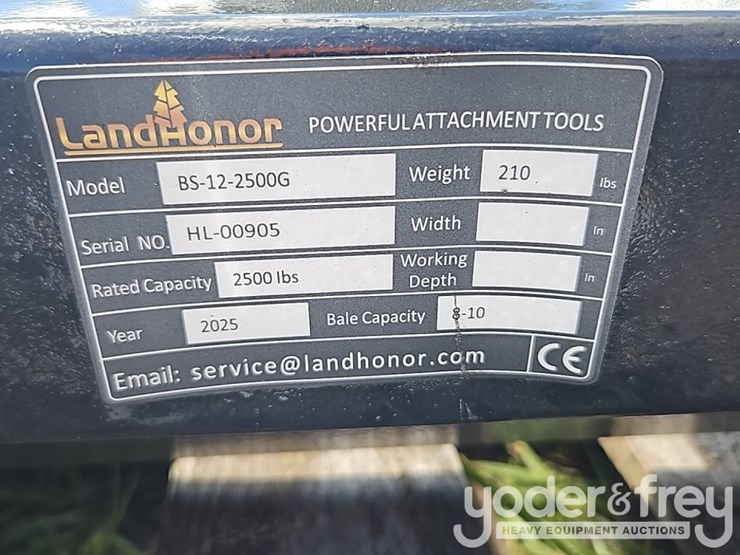 LandHonor POWERFUL ATTACHMENT TOOLS
Model BS-12-2500G Weight 210 lbs
Serial NO. HL-00905 Width In
Rated Capacity 2500 lbs Working Depth In
Year 2025 Bale Capacity 8-10
Email: service@landhonor.com CE
yoder&frey
HEAVY EQUIPMENT AUCTIONS